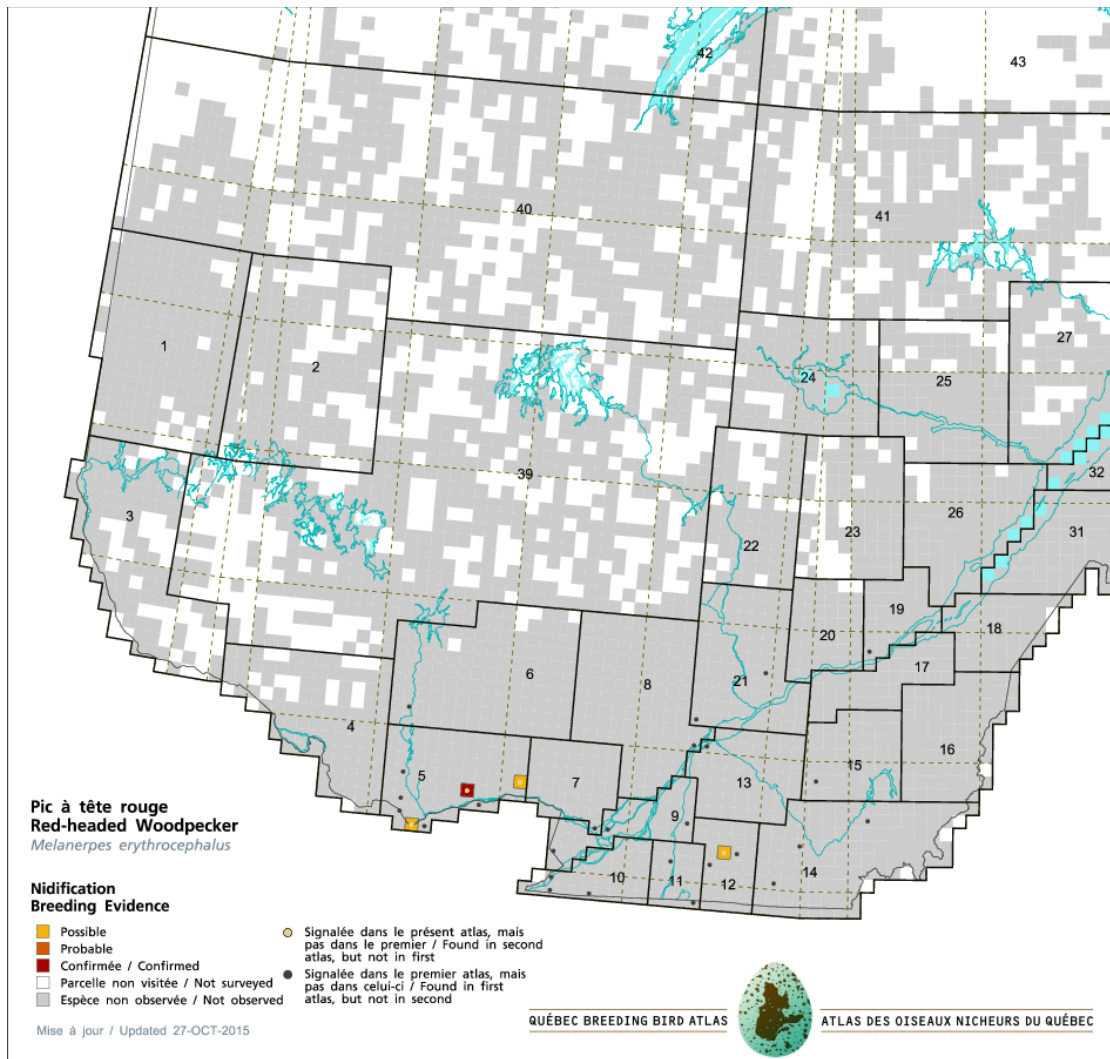 42
43
40
41
1
2
24
25
27
39
32
3
22
23
26
31
19
20
18
17
6
8
21
4
16
5
7
13
15
9
10
11
12
14
Pic à tête rouge
Red-headed Woodpecker
Melanerpes erythrocephalus
Nidification
Breeding Evidence
Possible
Probable
Confirmée / Confirmed
Parcelle non visitée / Not surveyed
Espèce non observée / Not observed
Signalée dans le présent atlas, mais
pas dans le premier / Found in second
atlas, but not in first
Signalée dans le premier atlas, mais
pas dans celui-ci / Found in first
atlas, but not in second
Mise à jour / Updated 27-OCT-2015
QUÉBEC BREEDING BIRD ATLAS
ATLAS DES OISEAUX NICHEURS DU QUÉBEC